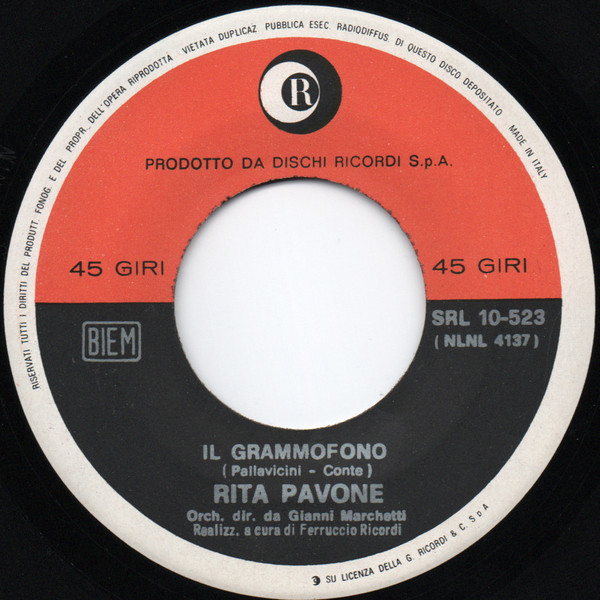 RISERVATI TUTTI I DIRITTI DEL PRODUTT. FONOG. E DEL PROPR. DELL'OPERA RIPRODOTTA VIETATA DUPLICAZ PUBBLICA ESEC RADIODIFFUS. DI QUESTO DISCO DEPOSITATO MADE IN ITALY
R
PRODOTTO DA DISCHI RICORDI S.p.A.
45 GIRI
45 GIRI
BIEM
SRL 10-523
( NLNL 4137 )
IL GRAMMOFONO
( Pallavicini - Conte )
RITA PAVONE
Orch. dir. da Gianni Marchetti
Realizz. a cura di Ferruccio Ricordi
SU LICENZA DELLA G. RICORDI & C. S p A